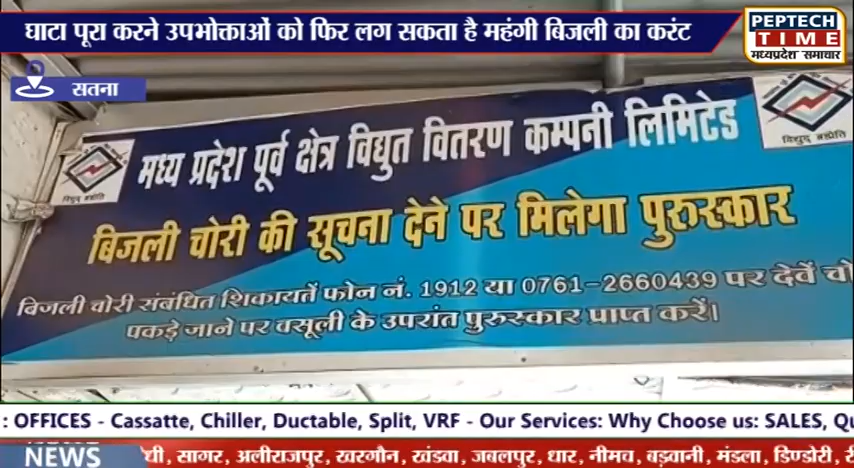 घाटा पूरा करने उपभोक्ताओं को फिर लग सकता है महंगी बिजली का करंट
PEPTECH
TIME
मध्यप्रदेश समाचार
सतना
मध्य प्रदेश पूर्व क्षेत्र विद्युत वितरण कम्पनी लिमिटेड
बिजली चोरी की सूचना देने पर मिलेगा पुरुस्कार
बिजली चोरी संबंधित शिकायतें फोन नं. 1912 या 0761-2660439 पर देवें चो
पकड़े जाने पर वसूली के उपरांत पुरुस्कार प्राप्त करें।
: OFFICES - Cassatte, Chiller, Ductable, Split, VRF - Our Services: Why Choose us: SALES, Qu
NEWS
धी, सागर, अलीराजपुर, खरगौन, खंडवा, जबलपुर, धार, नीमच, बड़वानी, मंडला, डिण्डोरी,